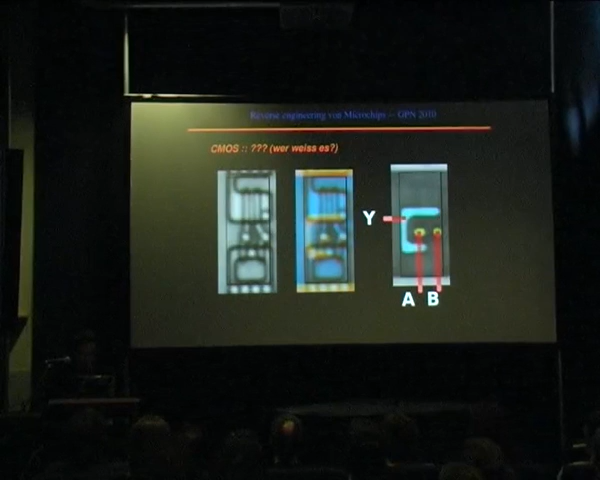 Reverse engineering von Microchips -- GPN 2010
CMOS :: ??? (wer weiss es?)
Y
A B